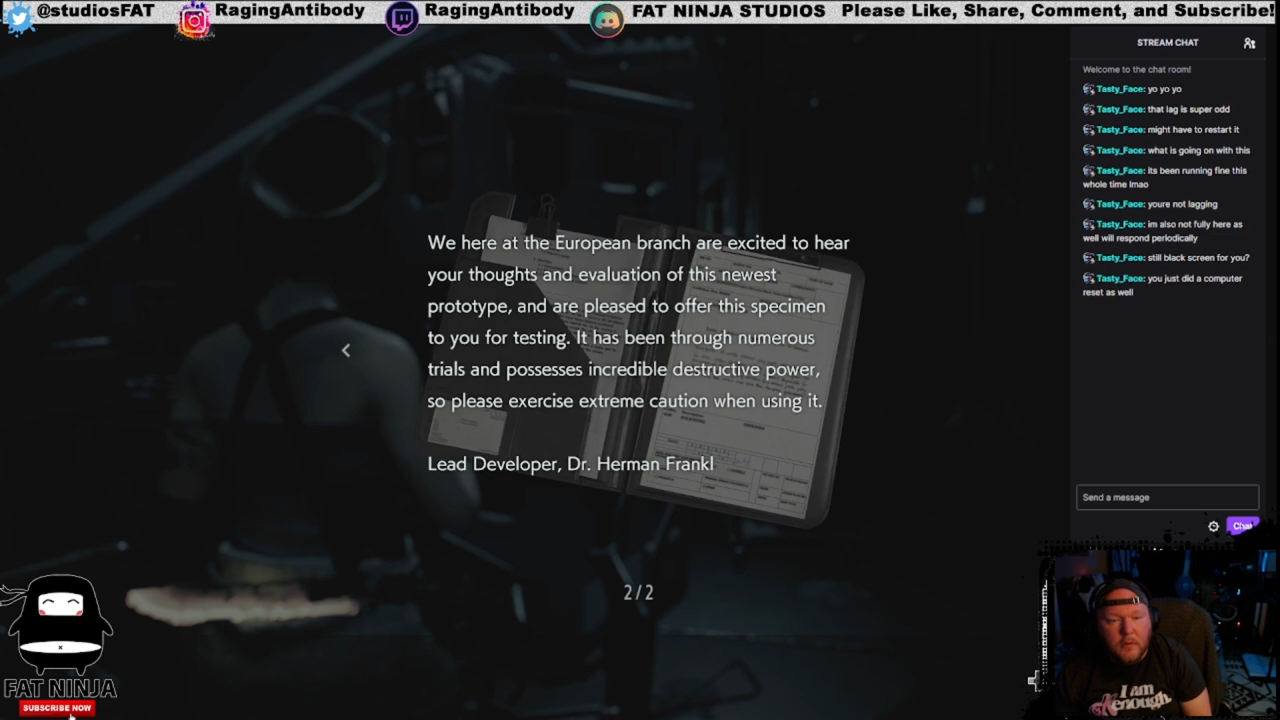 @studiosFAT
RagingAntibody
RagingAntibody
FAT NINJA STUDIOS
Please Like, Share, Comment, and Subscribe!
STREAM CHAT
Welcome to the chat room!
Tasty_Face: yo yo yo
Tasty_Face: that lag is super odd
Tasty_Face: might have to restart it
Tasty_Face: what is going on with this
Tasty_Face: its been running fine this
whole time lmao
Tasty_Face: youre not lagging
Tasty_Face: im also not fully here as
well will respond periodically
Tasty_Face: still black screen for you?
Tasty_Face: you just did a computer
reset as well
Send a message
Chat
We here at the European branch are excited to hear
your thoughts and evaluation of this newest
prototype, and are pleased to offer this specimen
to you for testing. It has been through numerous
trials and possesses incredible destructive power,
so please exercise extreme caution when using it.
Lead Developer, Dr. Herman Frankl
2/2
FAT NINJA
SUBSCRIBE NOW
I am
enough.